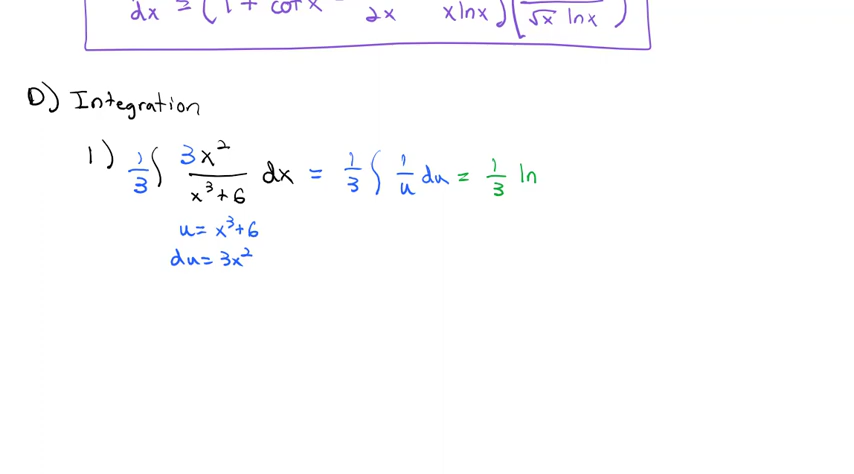 dx = (1 + cot x - 2x x ln x) [√x ln x)
D) Integration
1) 1/3 ∫ 3x²/(x³+6) dx = 1/3 ∫ 1/u du = 1/3 ln
u = x³+6
du = 3x²